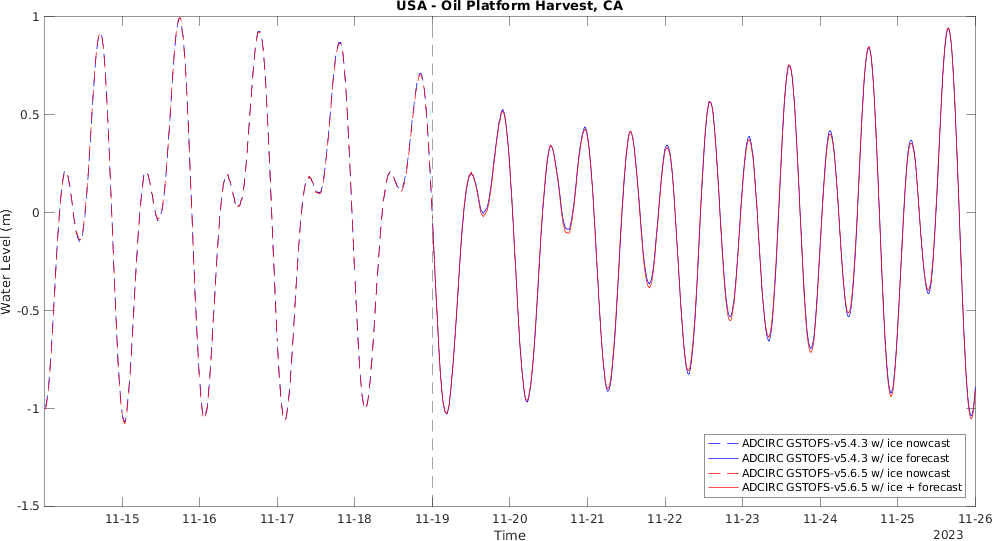 USA - Oil Platform Harvest, CA
1
0.5
0
-0.5
-1
-1.5
Water Level (m)
ADCIRC GSTOFS-v5.4.3 w/ ice nowcast
ADCIRC GSTOFS-v5.4.3 w/ ice forecast
ADCIRC GSTOFS-v5.6.5 w/ ice nowcast
ADCIRC GSTOFS-v5.6.5 w/ ice + forecast
11-15 11-16 11-17 11-18 11-19 11-20 11-21 11-22 11-23 11-24 11-25 11-26
Time
2023